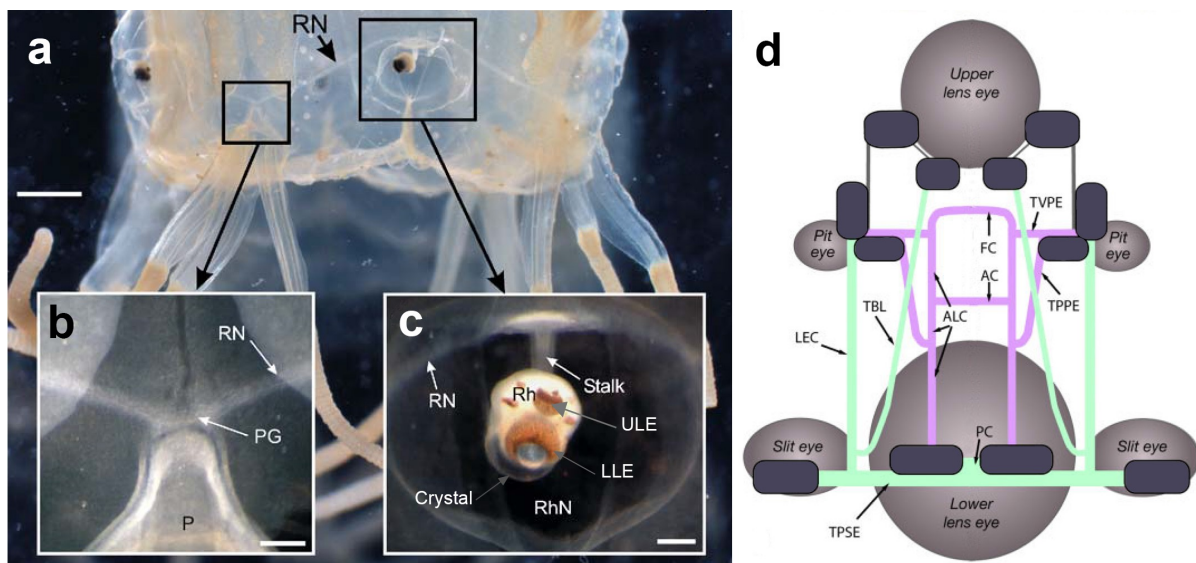 a
RN
b
RN
PG
P
c
RN
Stalk
Rh
ULE
LLE
Crystal
RhN
d
Upper
lens eye
Pit
eye
TVPE
Pit
eye
FC
AC
TBL
ALC
TPPE
LEC
Slit eye
PC
Slit eye
TPSE
Lower
lens eye